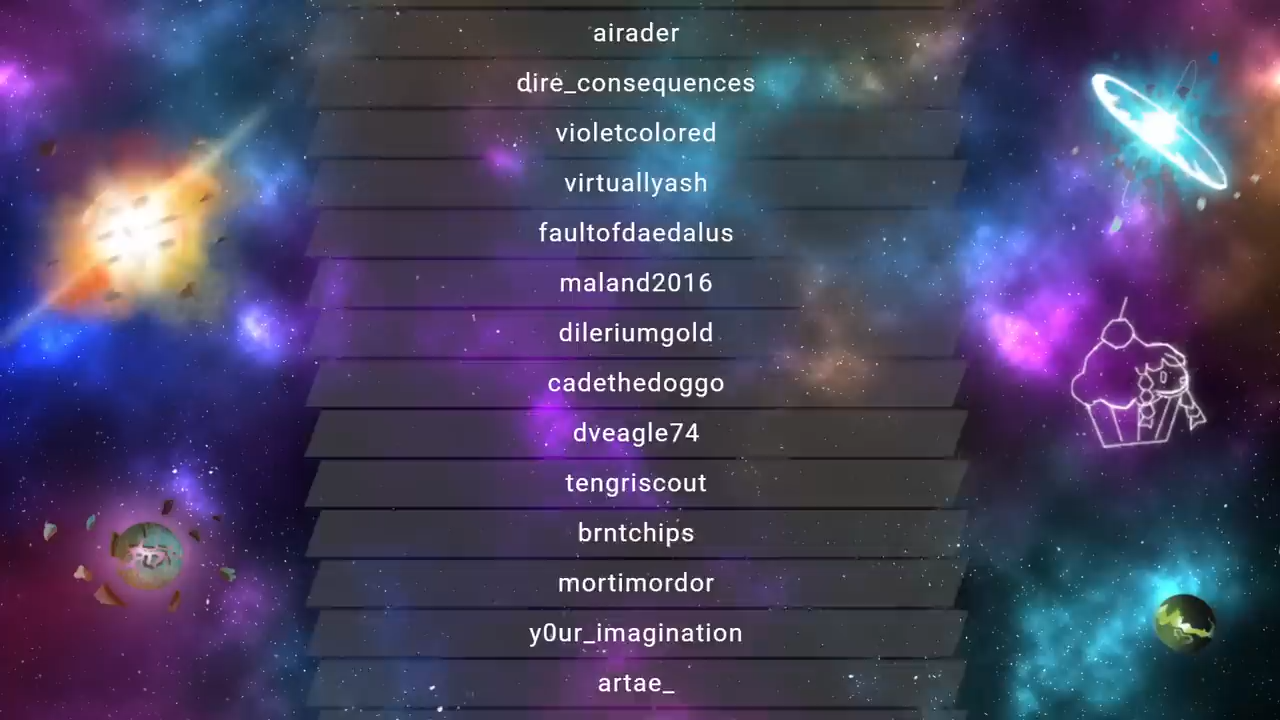 airader
dire_consequences
violetcolored
virtuallyash
faultofdaedalus
maland2016
dileriumgold
cadethedoggo
dveagle74
tengriscout
brntchips
mortimordor
y0ur_imagination
artae_